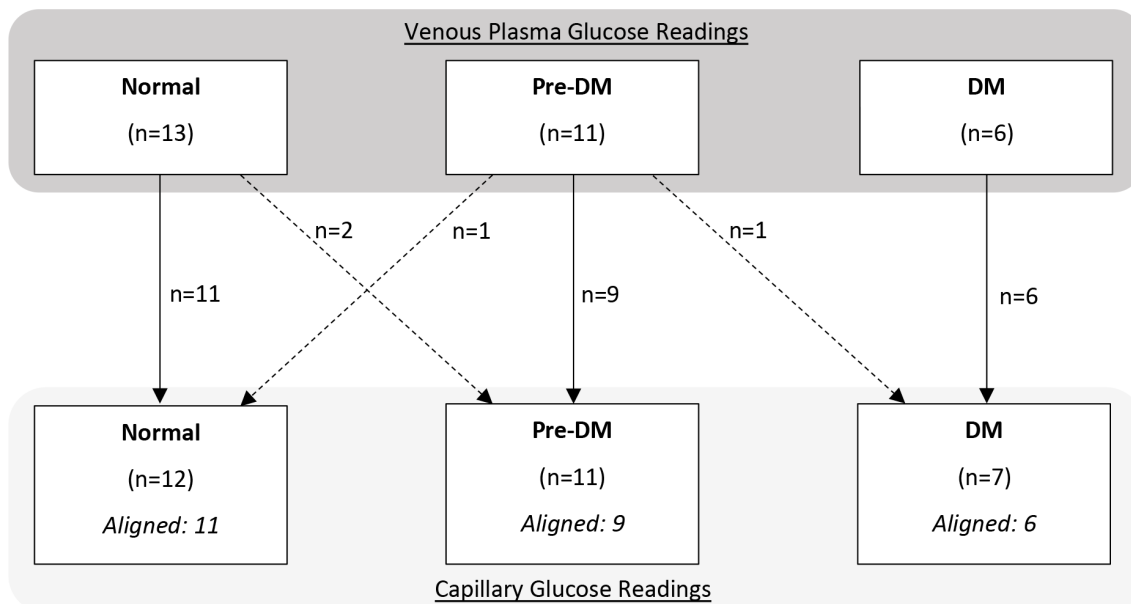 Venous Plasma Glucose Readings
Normal
(n=13)
Pre-DM
(n=11)
DM
(n=6)
n=2
n=1
n=1
n=11
n=9
n=6
Normal
(n=12)
Aligned: 11
Pre-DM
(n=11)
Aligned: 9
DM
(n=7)
Aligned: 6
Capillary Glucose Readings